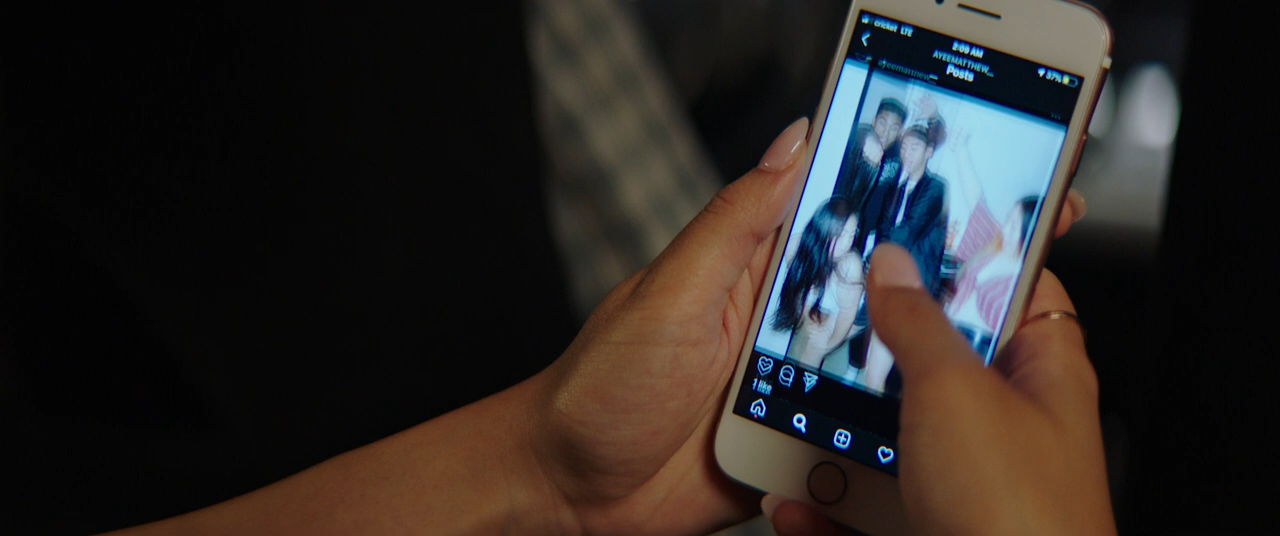 cricket LTE
2:09 AM
37%
AYEEMATTHEW_
Posts
ayeematthew_
1 like